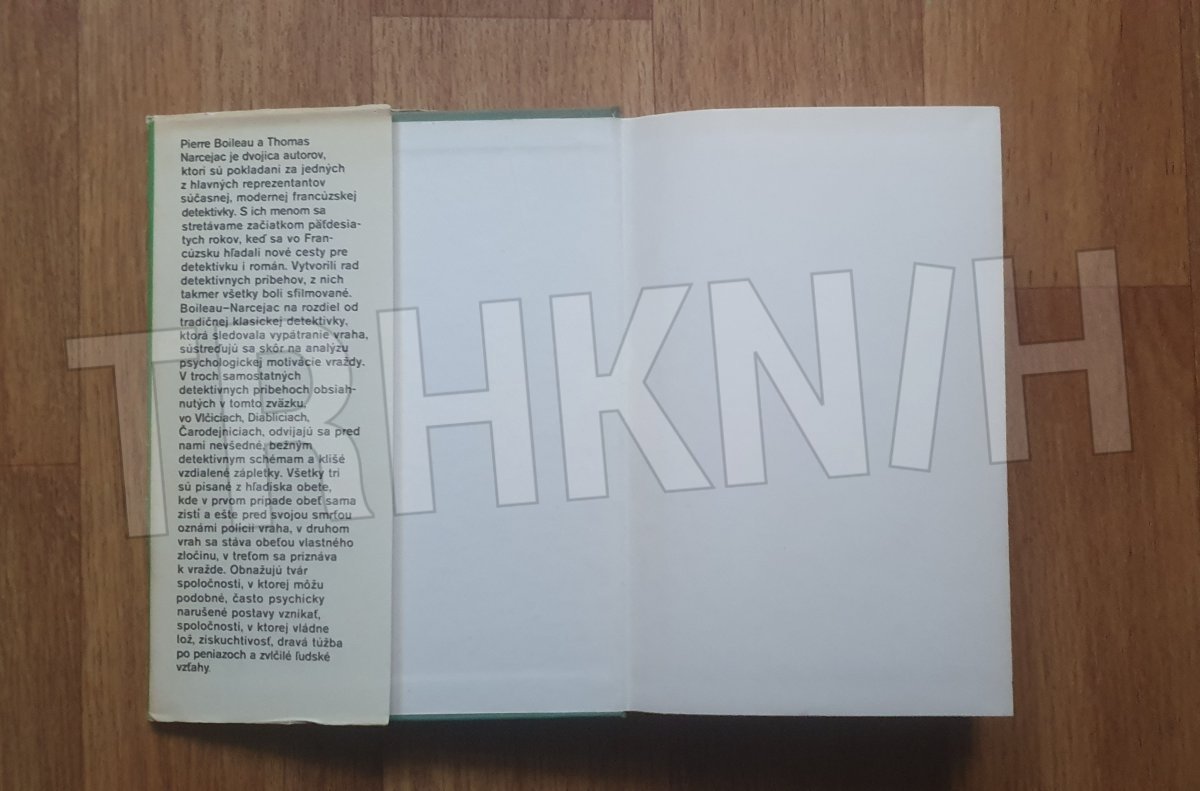 Pierre Boileau a Thomas
Narcejac je dvojica autorov,
ktorí sú pokladaní za jedných
z hlavných reprezentantov
súčasnej, modernej francúzskej
detektívky. S ich menom sa
stretávame začiatkom päťdesia-
tych rokov, keď sa vo Fran-
cúzsku hľadali nové cesty pre
detektívku i román. Vytvorili rad
detektívnych príbehov, z nich
takmer všetky boli sfilmované.
Boileau–Narcejac na rozdiel od
tradičnej klasickej detektívky,
ktorá sledovala vypátranie vraha,
sústreďujú sa skôr na analýzu
psychologickej motivácie vraždy.
V troch samostatných
detektívnych príbehoch obsiah-
nutých v tomto zväzku,
vo Vlčiciach, Diabliciach,
Čarodejniciach, odvíjajú sa pred
nami nevšedné, bežným
detektívnym schémam a klišé
vzdialené zápletky. Všetky tri
sú písané z hľadiska obete,
kde v prvom prípade obeť sama
zistí a ešte pred svojou smrťou
oznámi polícii vraha, v druhom
vrah sa stáva obeťou vlastného
zločinu, v treťom sa priznáva
k vražde. Obnažujú tvár
spoločnosti, v ktorej môžu
podobné, často psychicky
narušené postavy vznikať,
spoločnosti, v ktorej vládne
lož, ziskuchtivosť, dravá túžba
po peniazoch a zvlčilé ľudské
vzťahy.
TRHKNIH